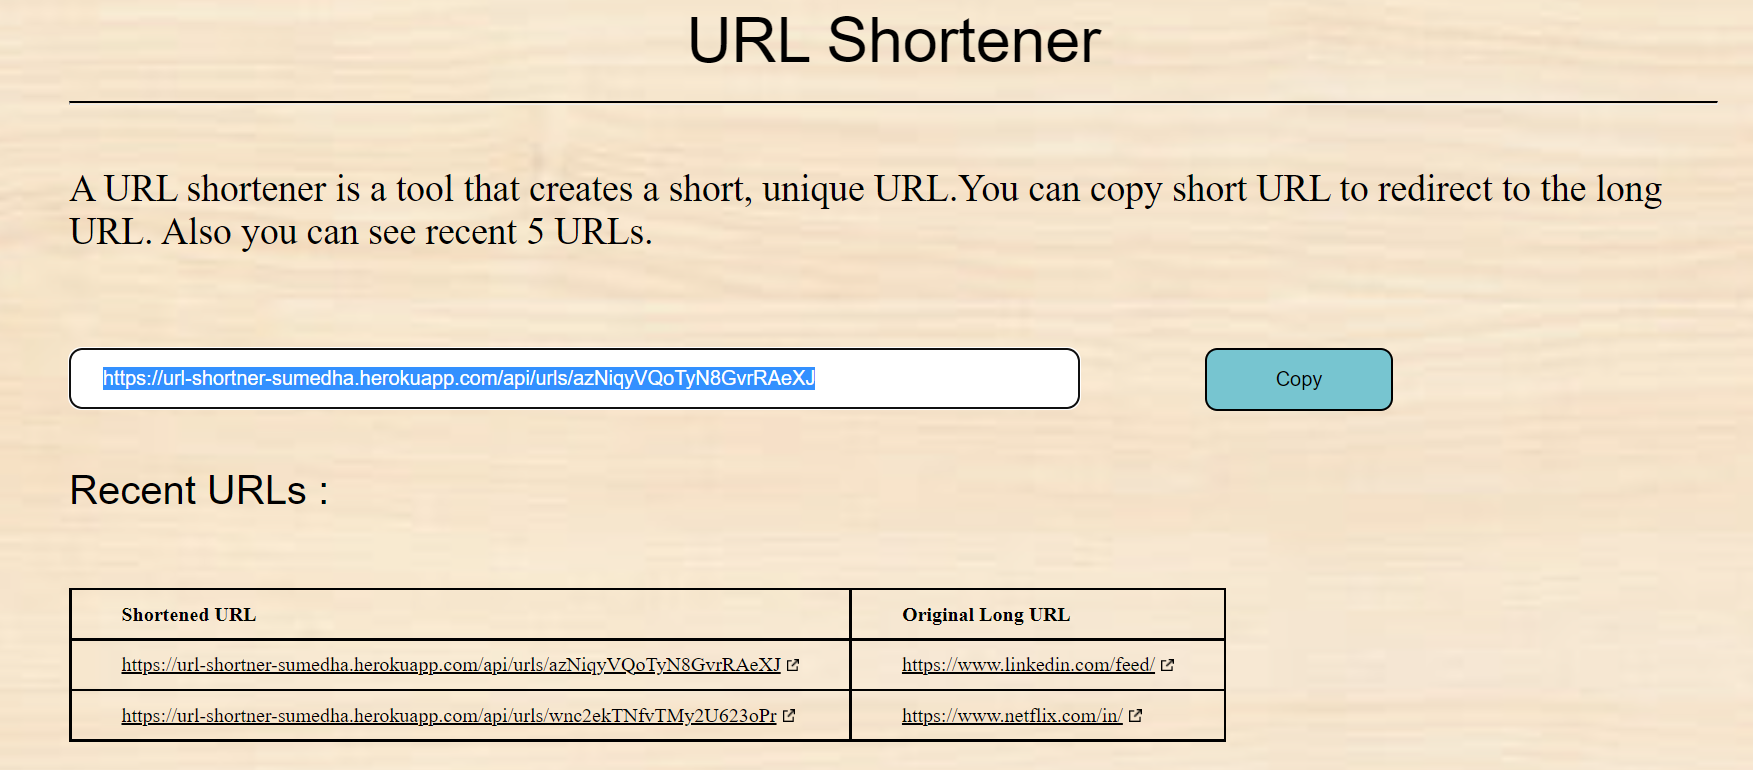 URL Shortener
A URL shortener is a tool that creates a short, unique URL.You can copy short URL to redirect to the long
URL. Also you can see recent 5 URLs.
https://url-shortner-sumedha.herokuapp.com/api/urls/azNiqyVQoTyN8GvrRAeXJ
Copy
Recent URLs :
Shortened URL
Original Long URL
https://url-shortner-sumedha.herokuapp.com/api/urls/azNiqyVQoTyN8GvrRAeXJ
https://www.linkedin.com/feed/
https://url-shortner-sumedha.herokuapp.com/api/urls/wnc2ekTNfvTMy2U623oPr
https://www.netflix.com/in/